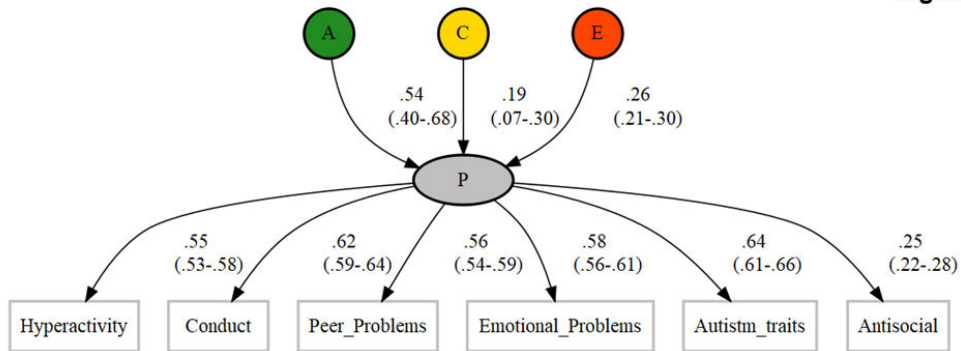 A
C
E
.54
(.40-.68)
.19
(.07-.30)
.26
(.21-.30)
P
.55
(.53-.58)
.62
(.59-.64)
.56
(.54-.59)
.58
(.56-.61)
.64
(.61-.66)
.25
(.22-.28)
Hyperactivity
Conduct
Peer_Problems
Emotional_Problems
Autistm_traits
Antisocial